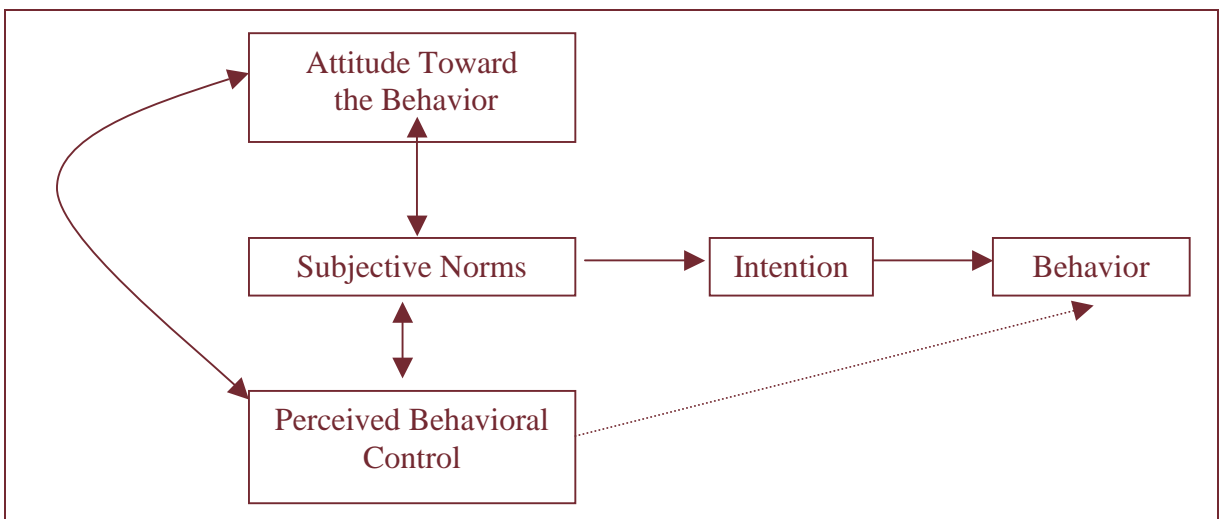 Attitude Toward
the Behavior
Subjective Norms
Intention
Behavior
Perceived Behavioral
Control